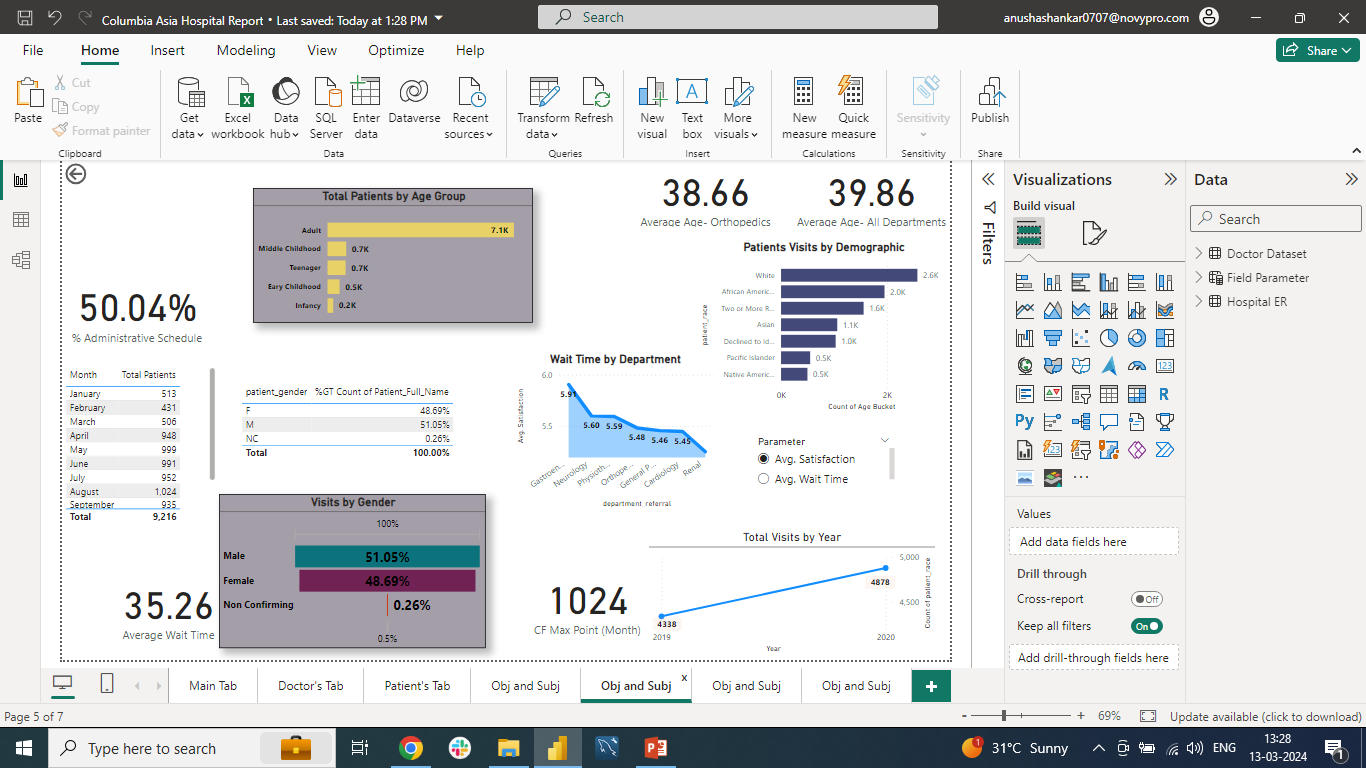 Columbia Asia Hospital Report • Last saved: Today at 1:28 PM
Search
anushashankar0707@novypro.com
File
Home
Insert
Modeling
View
Optimize
Help
Share
Paste
Cut
Copy
Format painter
Get data
Excel workbook
Data hub
SQL Server
Enter data
Dataverse
Recent sources
Transform data
Refresh
New visual
Text box
More visuals
New measure
Quick measure
Sensitivity
Publish
Clipboard
Data
Queries
Insert
Calculations
Sensitivity
Share
Total Patients by Age Group
Adult 7.1K
Middle Childhood 0.7K
Teenager 0.7K
Eary Childhood 0.5K
Infancy 0.2K
38.66
Average Age- Orthopedics
39.86
Average Age- All Departments
Patients Visits by Demographic
patient_race
White 2.6K
African Americ... 2.0K
Two or More R... 1.6K
Asian 1.1K
Declined to Id... 1.0K
Pacific Islander 0.5K
Native Americ... 0.5K
0K 2K
Count of Age Bucket
50.04%
% Administrative Schedule
Month Total Patients
January 513
February 431
March 506
April 948
May 999
June 991
July 952
August 1,024
September 935
Total 9,216
patient_gender %GT Count of Patient_Full_Name
F 48.69%
M 51.05%
NC 0.26%
Total 100.00%
Wait Time by Department
Avg. Satisfaction
6.0
5.5
5.91
5.60
5.59
5.48
5.46
5.45
Gastroen...
Neurology
Physioth...
Orthope...
General P...
Cardiology
Renal
department_referral
Parameter
Avg. Satisfaction
Avg. Wait Time
Visits by Gender
100%
Male 51.05%
Female 48.69%
Non Confirming 0.26%
0.5%
35.26
Average Wait Time
1024
CF Max Point (Month)
Total Visits by Year
5,000
4,500
4338
4878
2019
2020
Year
Count of patient_race
Filters
Visualizations
Build visual
R
Py
123
Values
Add data fields here
Drill through
Cross-report
Off
Keep all filters
On
Add drill-through fields here
Data
Search
Doctor Dataset
Field Parameter
Hospital ER
Main Tab
Doctor's Tab
Patient's Tab
Obj and Subj
Obj and Subj
x
Obj and Subj
Obj and Subj
Page 5 of 7
69%
Update available (click to download)
Type here to search
31°C Sunny
ENG
13:28
13-03-2024